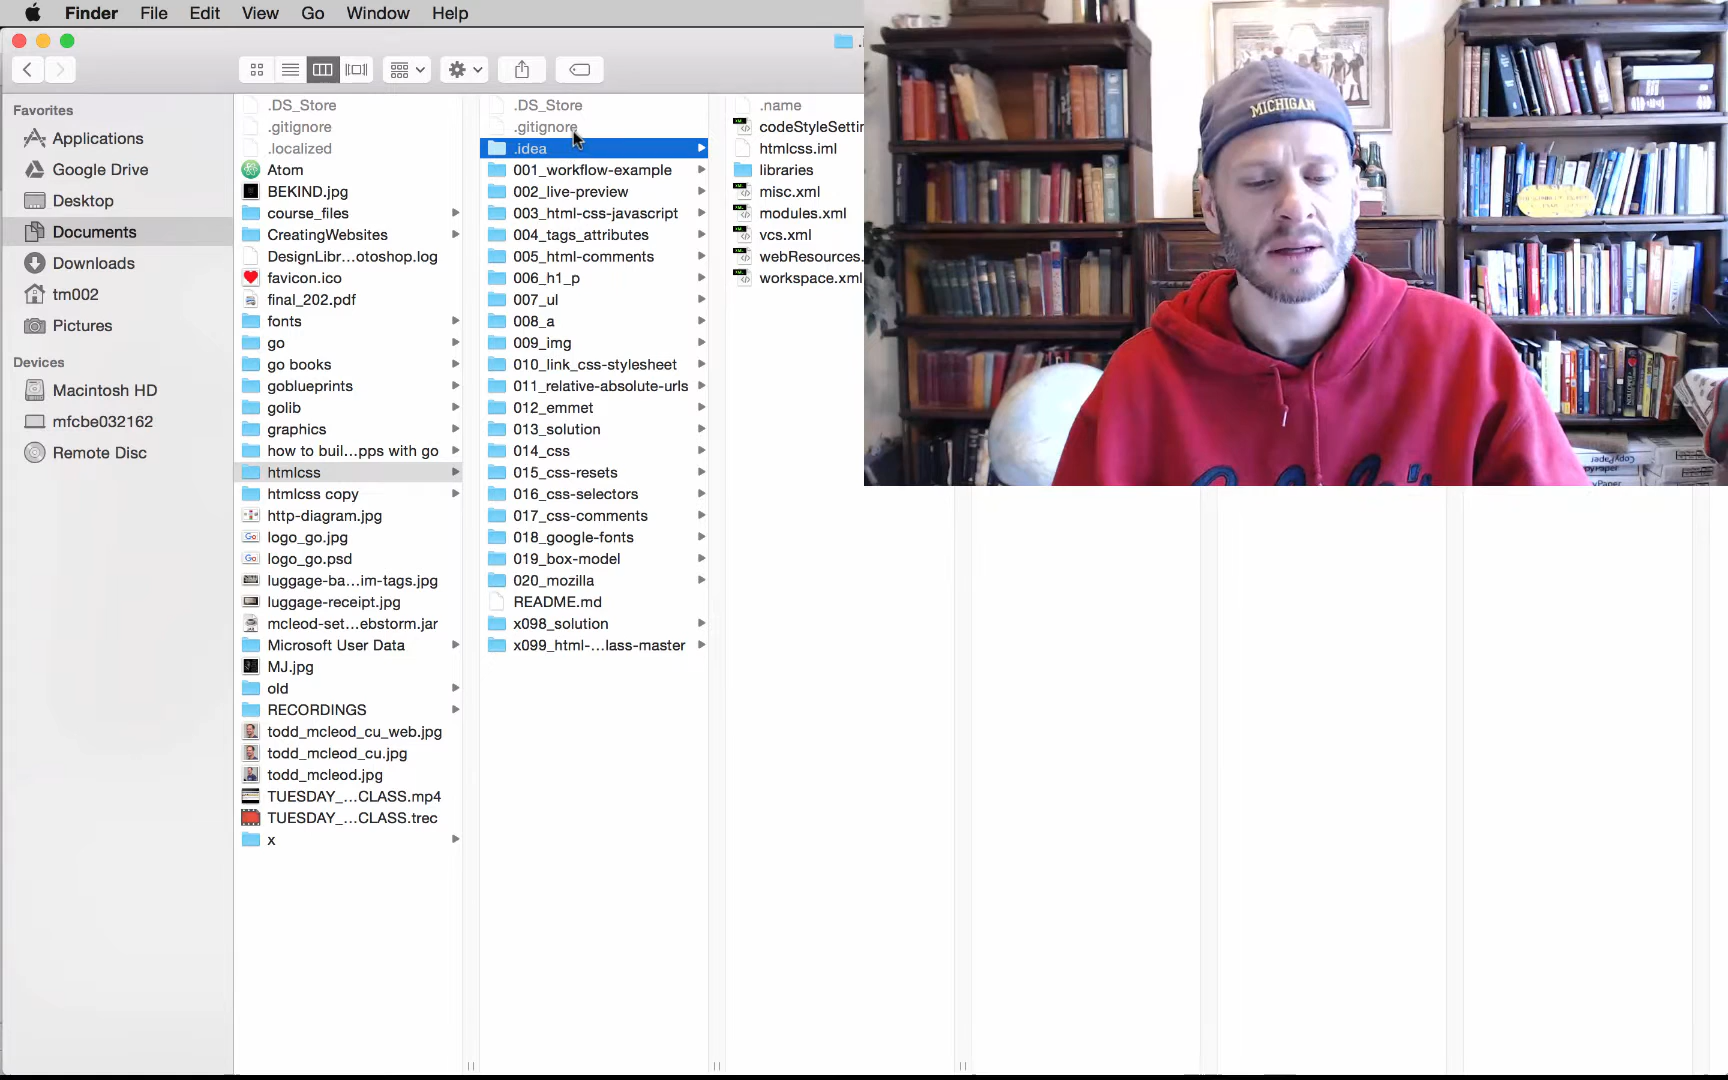 Finder File Edit View Go Window Help
Favorites
Applications
Google Drive
Desktop
Documents
Downloads
tm002
Pictures
Devices
Macintosh HD
mfcbe032162
Remote Disc
.DS_Store
.gitignore
.localized
Atom
BEKIND.jpg
course_files
CreatingWebsites
DesignLibr...otoshop.log
favicon.ico
final_202.pdf
fonts
go
go books
goblueprints
golib
graphics
how to buil...pps with go
htmlcss
htmlcss copy
http-diagram.jpg
logo_go.jpg
logo_go.psd
luggage-ba...im-tags.jpg
luggage-receipt.jpg
mcleod-set...ebstorm.jar
Microsoft User Data
MJ.jpg
old
RECORDINGS
todd_mcleod_cu_web.jpg
todd_mcleod_cu.jpg
todd_mcleod.jpg
TUESDAY_...CLASS.mp4
TUESDAY_...CLASS.trec
x
.DS_Store
.gitignore
.idea
001_workflow-example
002_live-preview
003_html-css-javascript
004_tags_attributes
005_html-comments
006_h1_p
007_ul
008_a
009_img
010_link_css-stylesheet
011_relative-absolute-urls
012_emmet
013_solution
014_css
015_css-resets
016_css-selectors
017_css-comments
018_google-fonts
019_box-model
020_mozilla
README.md
x098_solution
x099_html-...lass-master
.name
codeStyleSettin
htmlcss.iml
libraries
misc.xml
modules.xml
vcs.xml
webResources.
workspace.xml
MICHIGAN